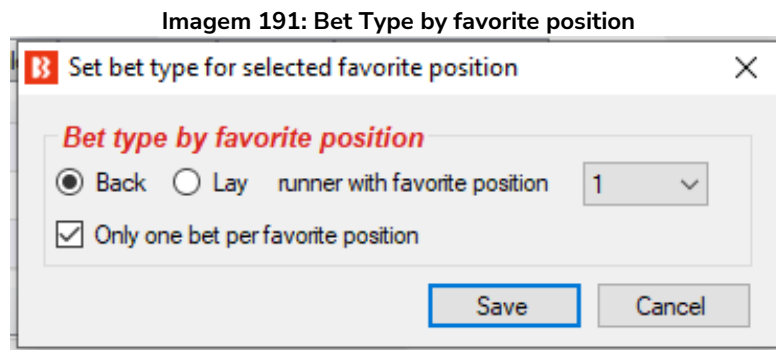 Imagem 191: Bet Type by favorite position
Set bet type for selected favorite position
Bet type by favorite position
Back Lay runner with favorite position 1
Only one bet per favorite position
Save Cancel